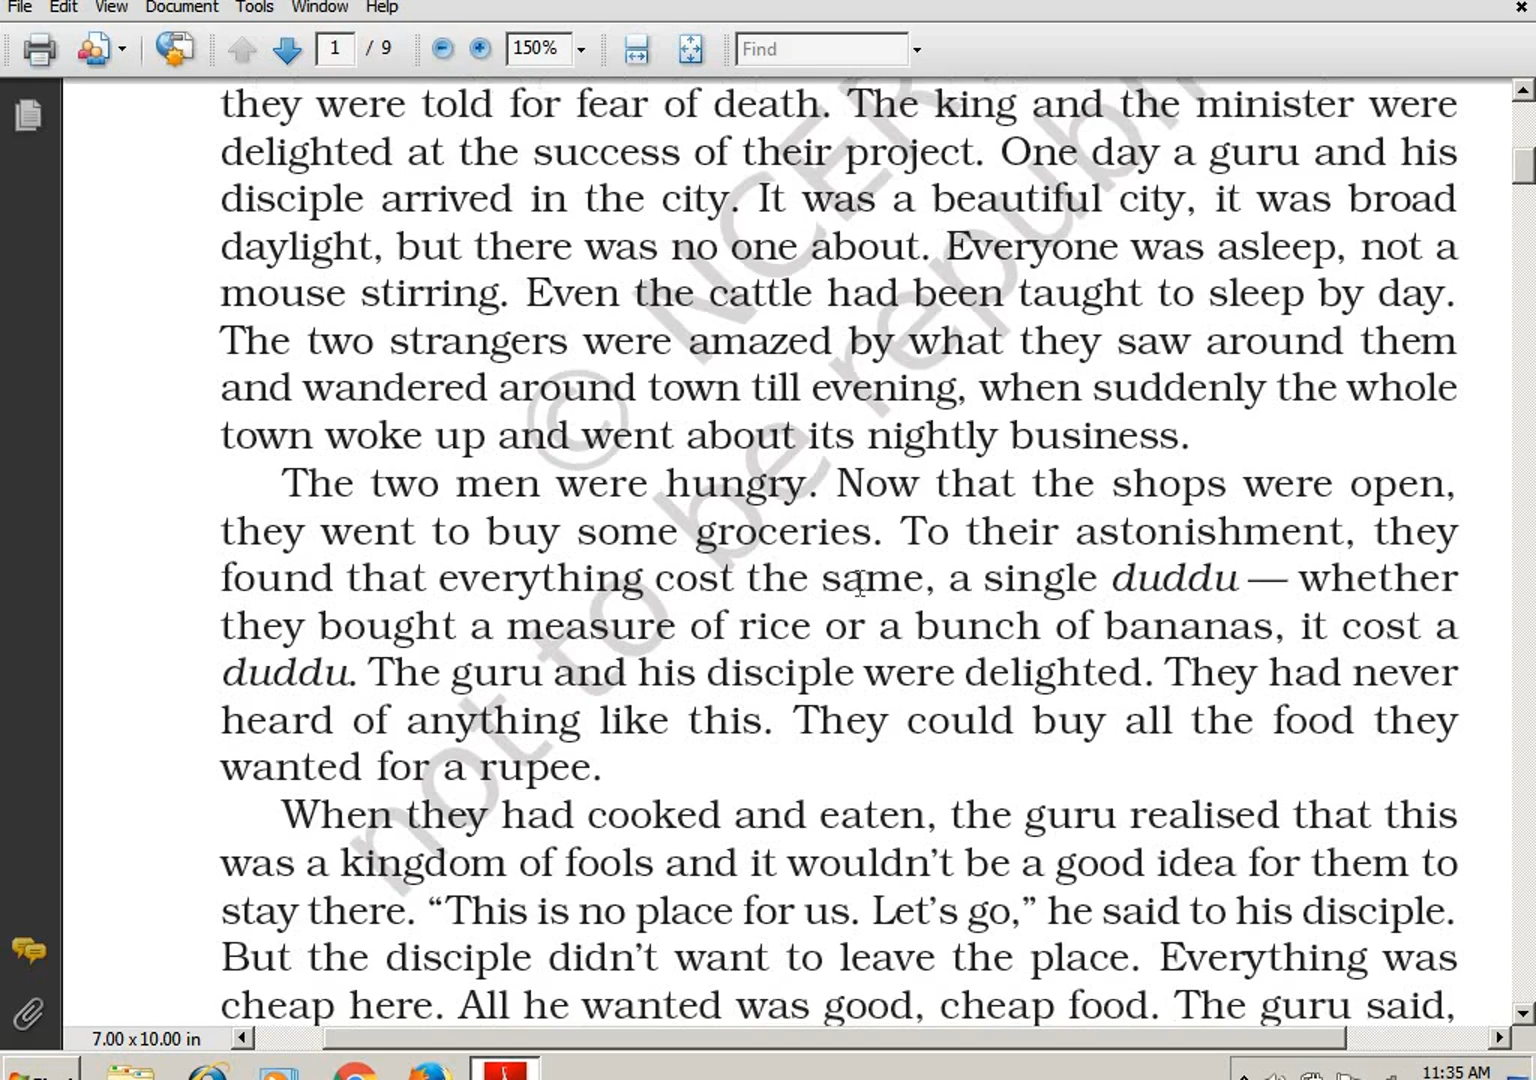 File Edit View Document Tools Window Help
1 / 9 150% Find
they were told for fear of death. The king and the minister were
delighted at the success of their project. One day a guru and his
disciple arrived in the city. It was a beautiful city, it was broad
daylight, but there was no one about. Everyone was asleep, not a
mouse stirring. Even the cattle had been taught to sleep by day.
The two strangers were amazed by what they saw around them
and wandered around town till evening, when suddenly the whole
town woke up and went about its nightly business.
The two men were hungry. Now that the shops were open,
they went to buy some groceries. To their astonishment, they
found that everything cost the same, a single duddu — whether
they bought a measure of rice or a bunch of bananas, it cost a
duddu. The guru and his disciple were delighted. They had never
heard of anything like this. They could buy all the food they
wanted for a rupee.
When they had cooked and eaten, the guru realised that this
was a kingdom of fools and it wouldn't be a good idea for them to
stay there. “This is no place for us. Let's go,” he said to his disciple.
But the disciple didn't want to leave the place. Everything was
cheap here. All he wanted was good, cheap food. The guru said,
© NCER
not to be republi
7.00 x 10.00 in
11:35 AM